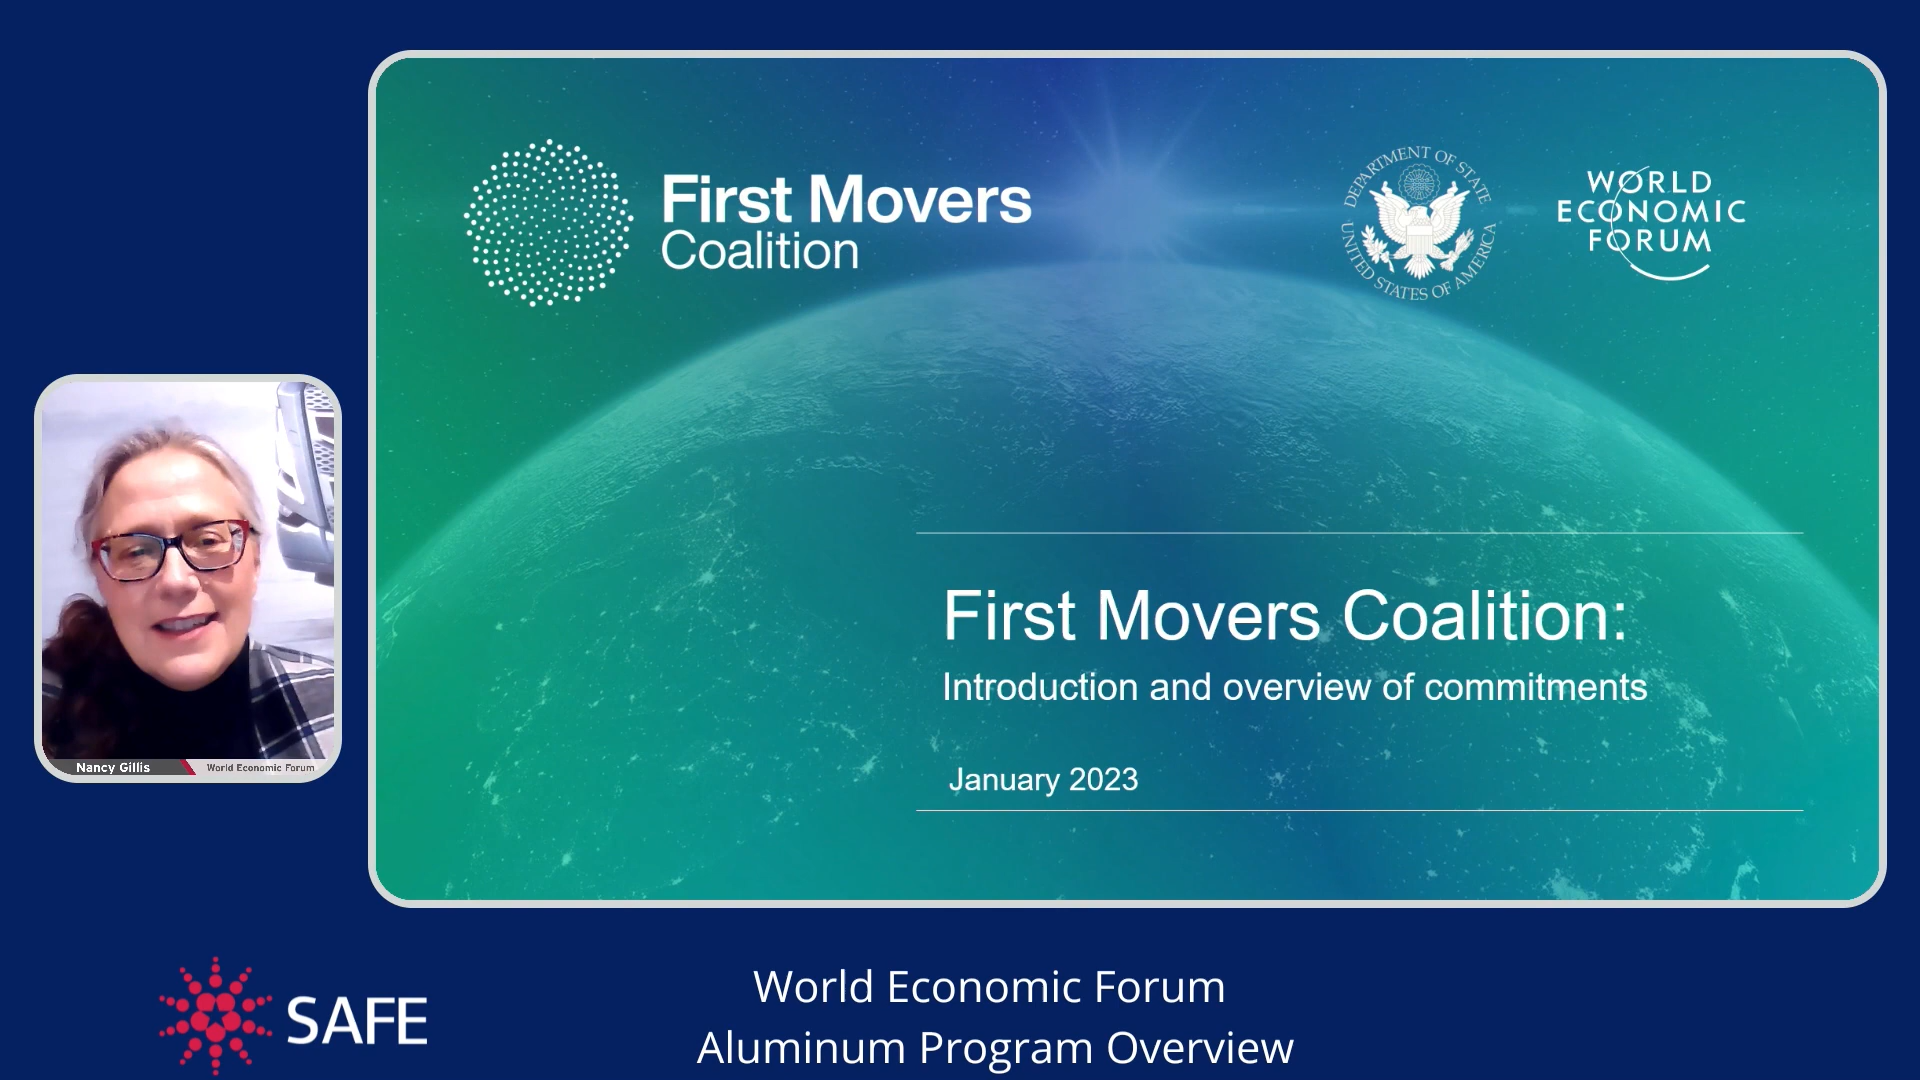 First Movers
Coalition
DEPARTMENT OF STATE
UNITED STATES OF AMERICA
WORLD
ECONOMIC
FORUM
First Movers Coalition:
Introduction and overview of commitments
January 2023
Nancy Gillis
World Economic Forum
SAFE
World Economic Forum
Aluminum Program Overview